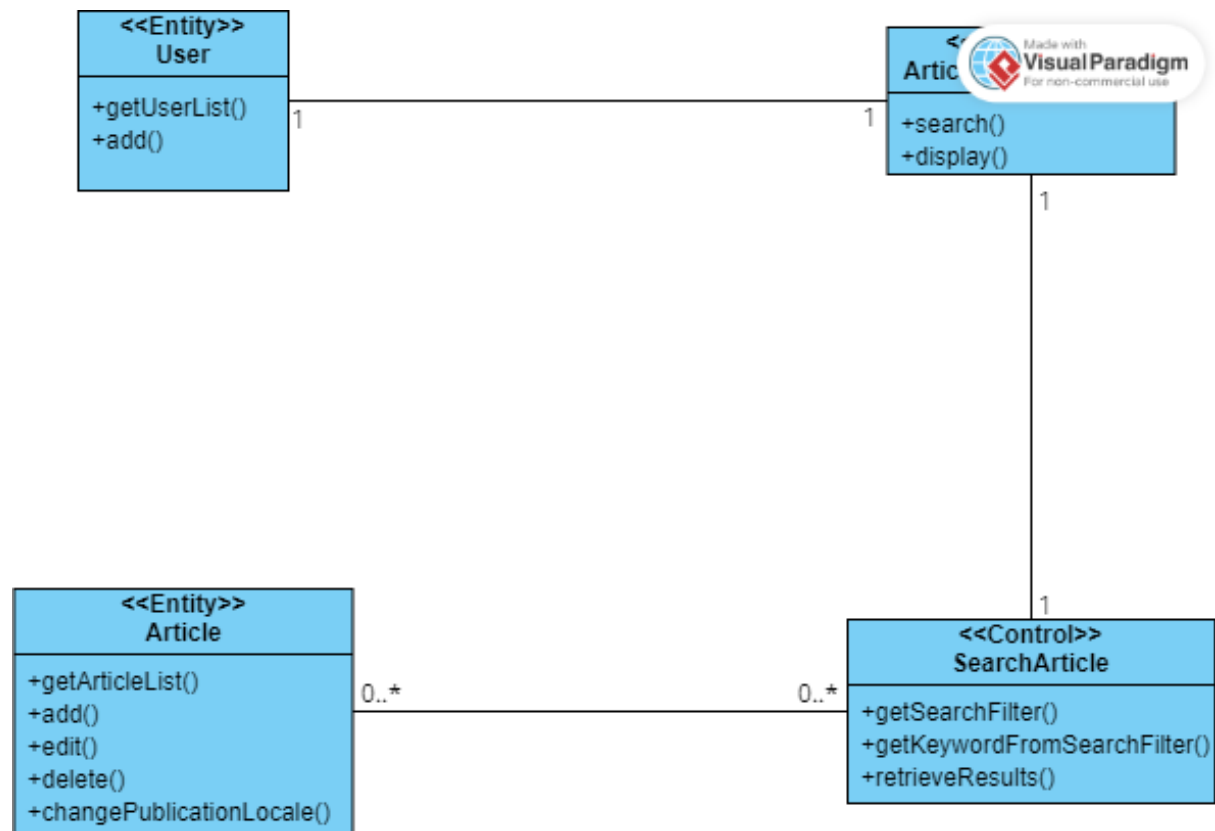 <<Entity>>
User
+getUserList()
+add()
1
1
Made with
Visual Paradigm
For non-commercial use
+search()
+display()
1
1
<<Entity>>
Article
+getArticleList()
+add()
+edit()
+delete()
+changePublicationLocale()
0..*
0..*
<<Control>>
SearchArticle
+getSearchFilter()
+getKeywordFromSearchFilter()
+retrieveResults()